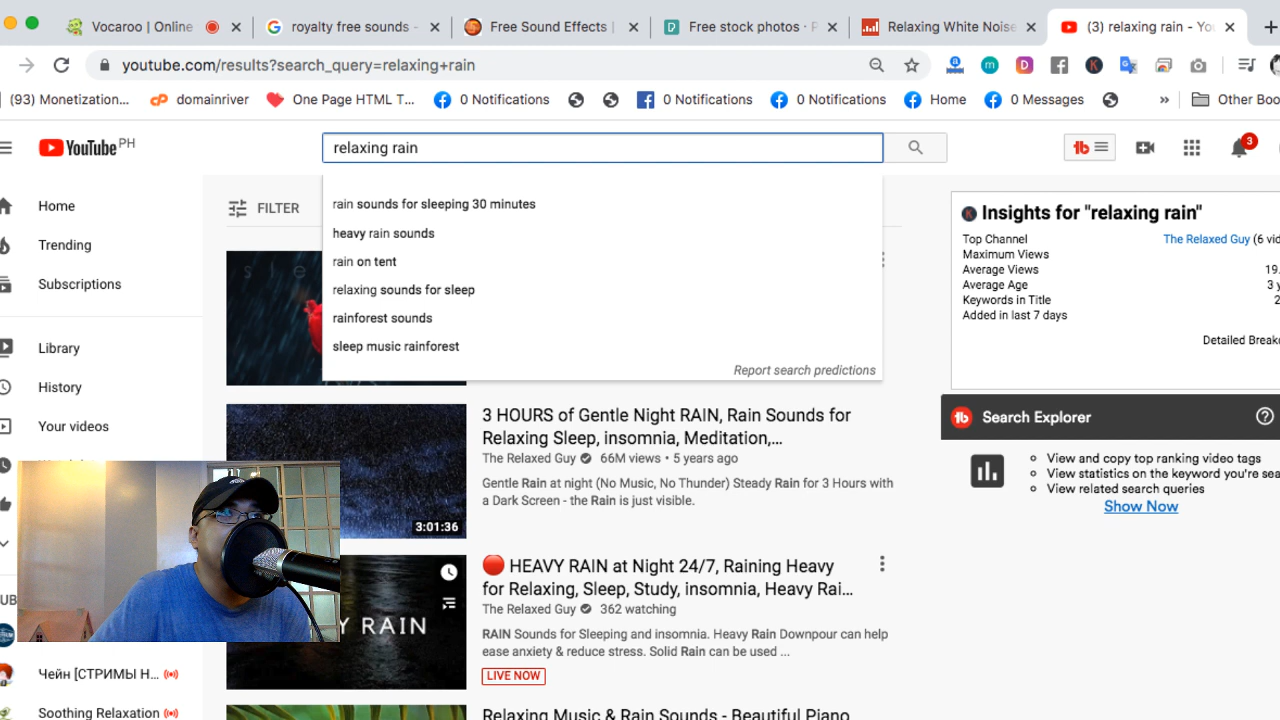 Vocaroo | Online
royalty free sounds -
Free Sound Effects |
Free stock photos · P
Relaxing White Noise
(3) relaxing rain - Yo
youtube.com/results?search_query=relaxing+rain
(93) Monetization...
domainriver
One Page HTML T...
0 Notifications
0 Notifications
0 Notifications
Home
0 Messages
»
Other Boo
YouTube PH
relaxing rain
3
Home
Trending
Subscriptions
Library
History
Your videos
FILTER
rain sounds for sleeping 30 minutes
heavy rain sounds
rain on tent
relaxing sounds for sleep
rainforest sounds
sleep music rainforest
Report search predictions
3 HOURS of Gentle Night RAIN, Rain Sounds for
Relaxing Sleep, insomnia, Meditation,...
The Relaxed Guy 66M views • 5 years ago
Gentle Rain at night (No Music, No Thunder) Steady Rain for 3 Hours with
a Dark Screen - the Rain is just visible.
3:01:36
HEAVY RAIN at Night 24/7, Raining Heavy
for Relaxing, Sleep, Study, insomnia, Heavy Rai...
The Relaxed Guy 362 watching
RAIN Sounds for Sleeping and insomnia. Heavy Rain Downpour can help
ease anxiety & reduce stress. Solid Rain can be used ...
LIVE NOW
Y RAIN
Relaxing Music & Rain Sounds - Beautiful Piano
Insights for "relaxing rain"
Top Channel The Relaxed Guy (6 vid
Maximum Views
Average Views 19.
Average Age 3 y
Keywords in Title 2
Added in last 7 days
Detailed Breakd
Search Explorer
View and copy top ranking video tags
View statistics on the keyword you're sea
View related search queries
Show Now
UB
Чейн [СТРИМЫ Н...
Soothing Relaxation